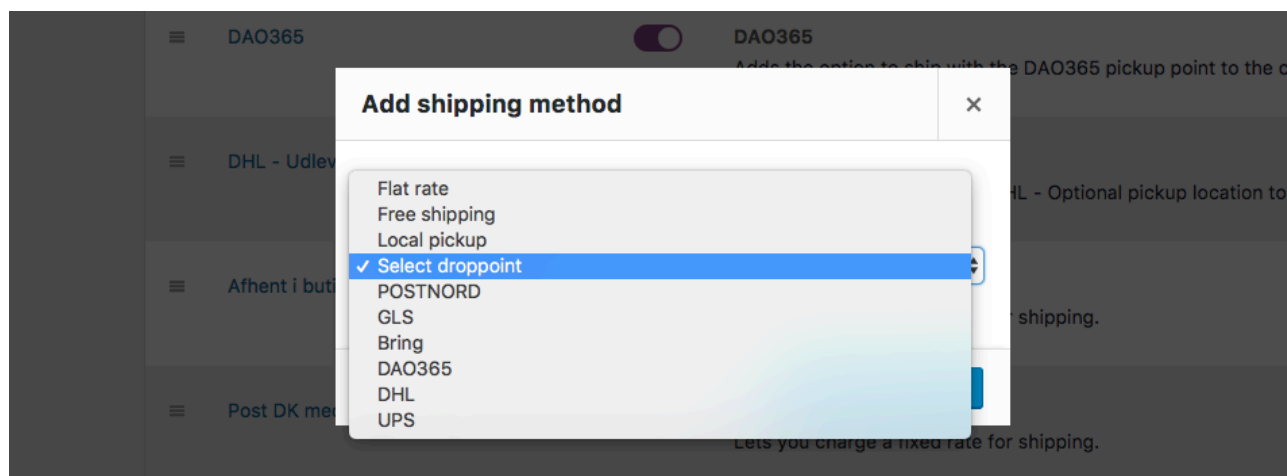 DAO365
DAO365
Adds the option to ship with the DAO365 pickup point to the c
Add shipping method
×
DHL - Udlev
HL - Optional pickup location to
Flat rate
Free shipping
Local pickup
✓ Select droppoint
POSTNORD
GLS
Bring
DAO365
DHL
UPS
Afhent i buti
shipping.
Post DK med
Lets you charge a fixed rate for shipping.